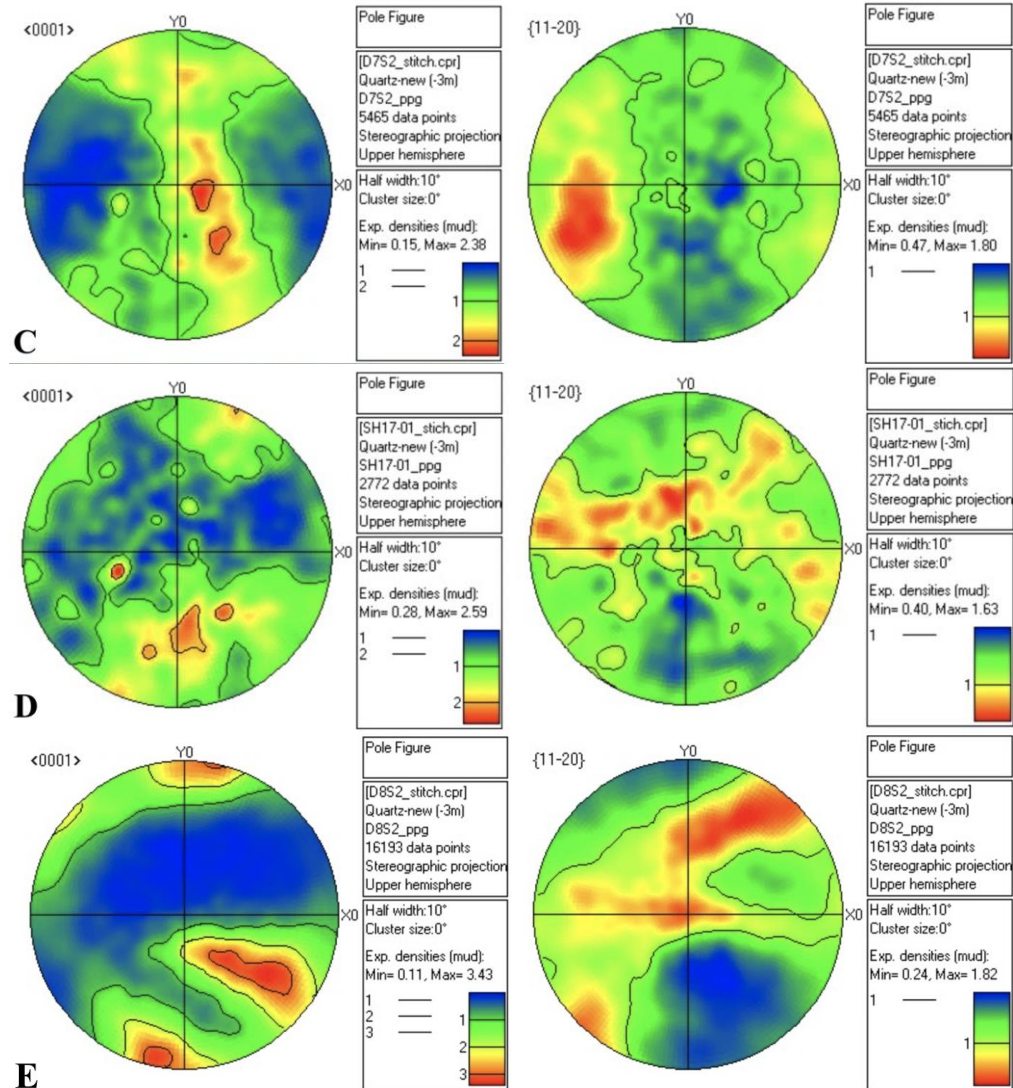 <0001>
Y0
X0
Pole Figure
[D7S2_stitch.cpr]
Quartz-new (-3m)
D7S2_ppg
5465 data points
Stereographic projection
Upper hemisphere
Half width:10°
Cluster size:0°
Exp. densities (mud):
Min= 0.15, Max= 2.38
1
2
1
2
{11-20}
Y0
X0
Pole Figure
[D7S2_stitch.cpr]
Quartz-new (-3m)
D7S2_ppg
5465 data points
Stereographic projection
Upper hemisphere
Half width:10°
Cluster size:0°
Exp. densities (mud):
Min= 0.47, Max= 1.80
1
1
C
<0001>
Y0
X0
Pole Figure
[SH17-01_stich.cpr]
Quartz-new (-3m)
SH17-01_ppg
2772 data points
Stereographic projection
Upper hemisphere
Half width:10°
Cluster size:0°
Exp. densities (mud):
Min= 0.28, Max= 2.59
1
2
1
2
{11-20}
Y0
X0
Pole Figure
[SH17-01_stich.cpr]
Quartz-new (-3m)
SH17-01_ppg
2772 data points
Stereographic projection
Upper hemisphere
Half width:10°
Cluster size:0°
Exp. densities (mud):
Min= 0.40, Max= 1.63
1
1
D
<0001>
Y0
X0
Pole Figure
[D8S2_stitch.cpr]
Quartz-new (-3m)
D8S2_ppg
16193 data points
Stereographic projection
Upper hemisphere
Half width:10°
Cluster size:0°
Exp. densities (mud):
Min= 0.11, Max= 3.43
1
2
3
1
2
3
{11-20}
Y0
X0
Pole Figure
[D8S2_stitch.cpr]
Quartz-new (-3m)
D8S2_ppg
16193 data points
Stereographic projection
Upper hemisphere
Half width:10°
Cluster size:0°
Exp. densities (mud):
Min= 0.24, Max= 1.82
1
1
E